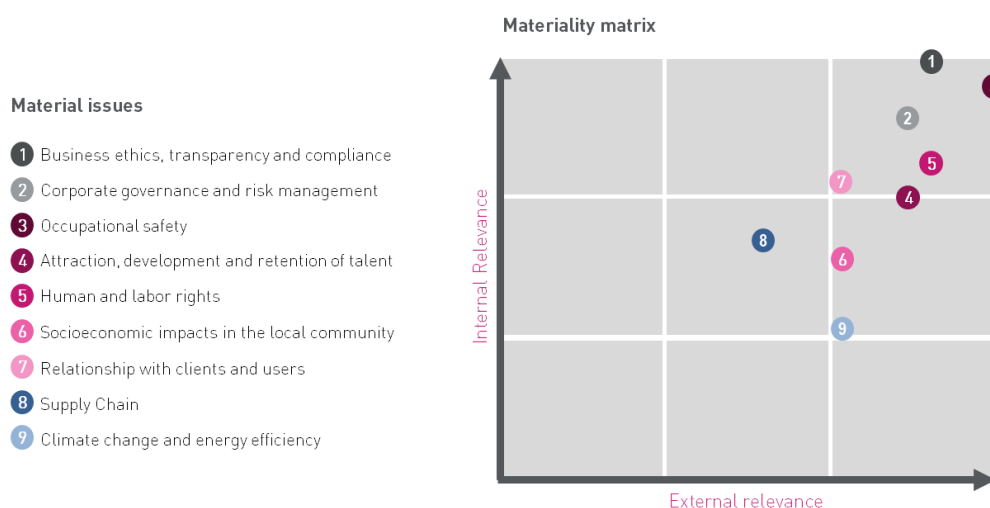 Materiality matrix
Material issues
1 Business ethics, transparency and compliance
2 Corporate governance and risk management
3 Occupational safety
4 Attraction, development and retention of talent
5 Human and labor rights
6 Socioeconomic impacts in the local community
7 Relationship with clients and users
8 Supply Chain
9 Climate change and energy efficiency
Internal Relevance
1
2
5
7
4
8
6
9
External relevance